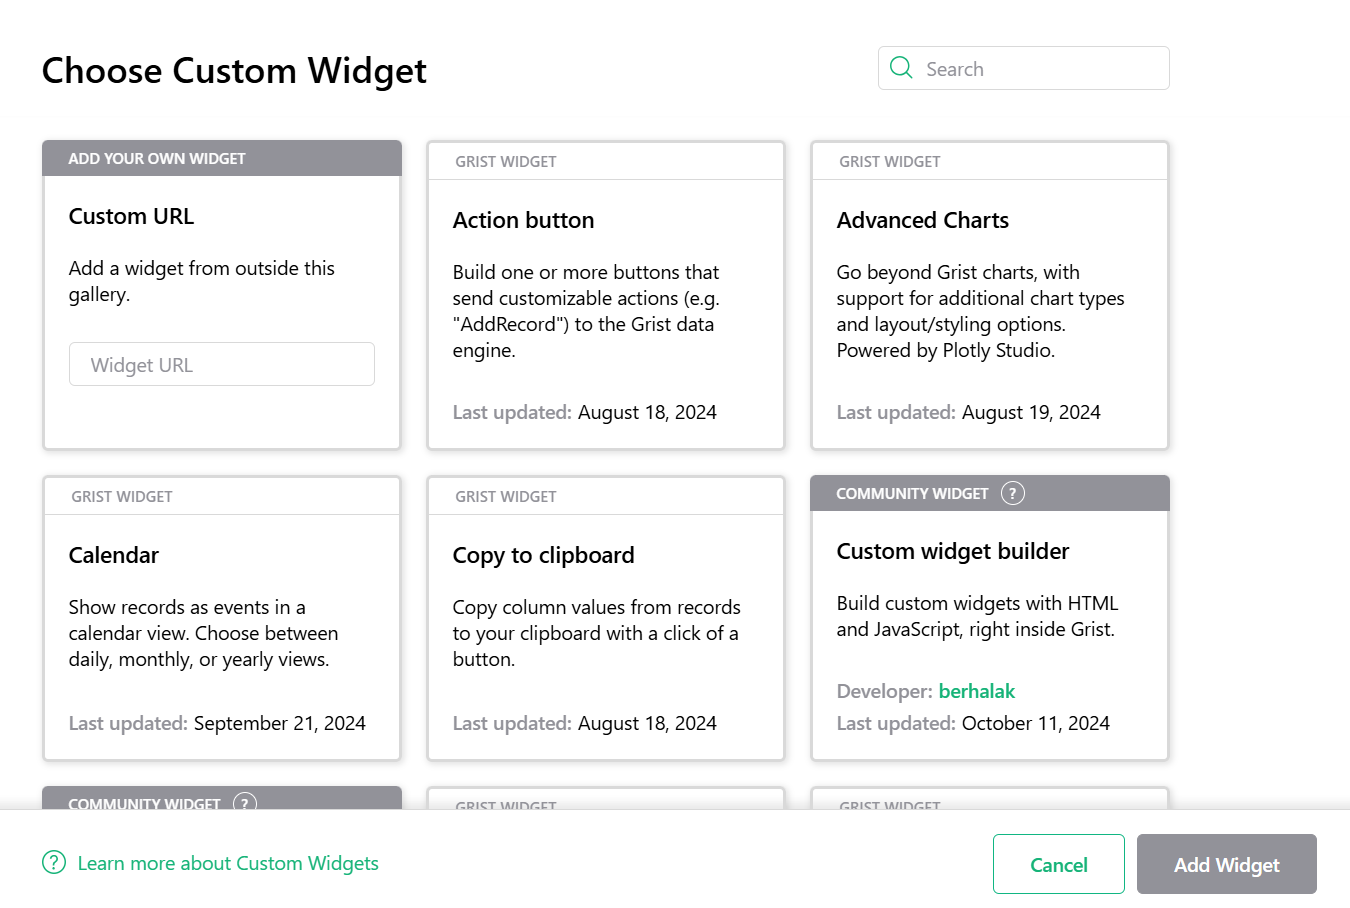 Choose Custom Widget
Search
ADD YOUR OWN WIDGET
Custom URL
Add a widget from outside this
gallery.
Widget URL
GRIST WIDGET
Action button
Build one or more buttons that
send customizable actions (e.g.
"AddRecord") to the Grist data
engine.
Last updated: August 18, 2024
GRIST WIDGET
Advanced Charts
Go beyond Grist charts, with
support for additional chart types
and layout/styling options.
Powered by Plotly Studio.
Last updated: August 19, 2024
GRIST WIDGET
Calendar
Show records as events in a
calendar view. Choose between
daily, monthly, or yearly views.
Last updated: September 21, 2024
GRIST WIDGET
Copy to clipboard
Copy column values from records
to your clipboard with a click of a
button.
Last updated: August 18, 2024
COMMUNITY WIDGET ?
Custom widget builder
Build custom widgets with HTML
and JavaScript, right inside Grist.
Developer: berhalak
Last updated: October 11, 2024
COMMUNITY WIDGET ?
GRIST WIDGET
GRIST WIDGET
? Learn more about Custom Widgets
Cancel
Add Widget